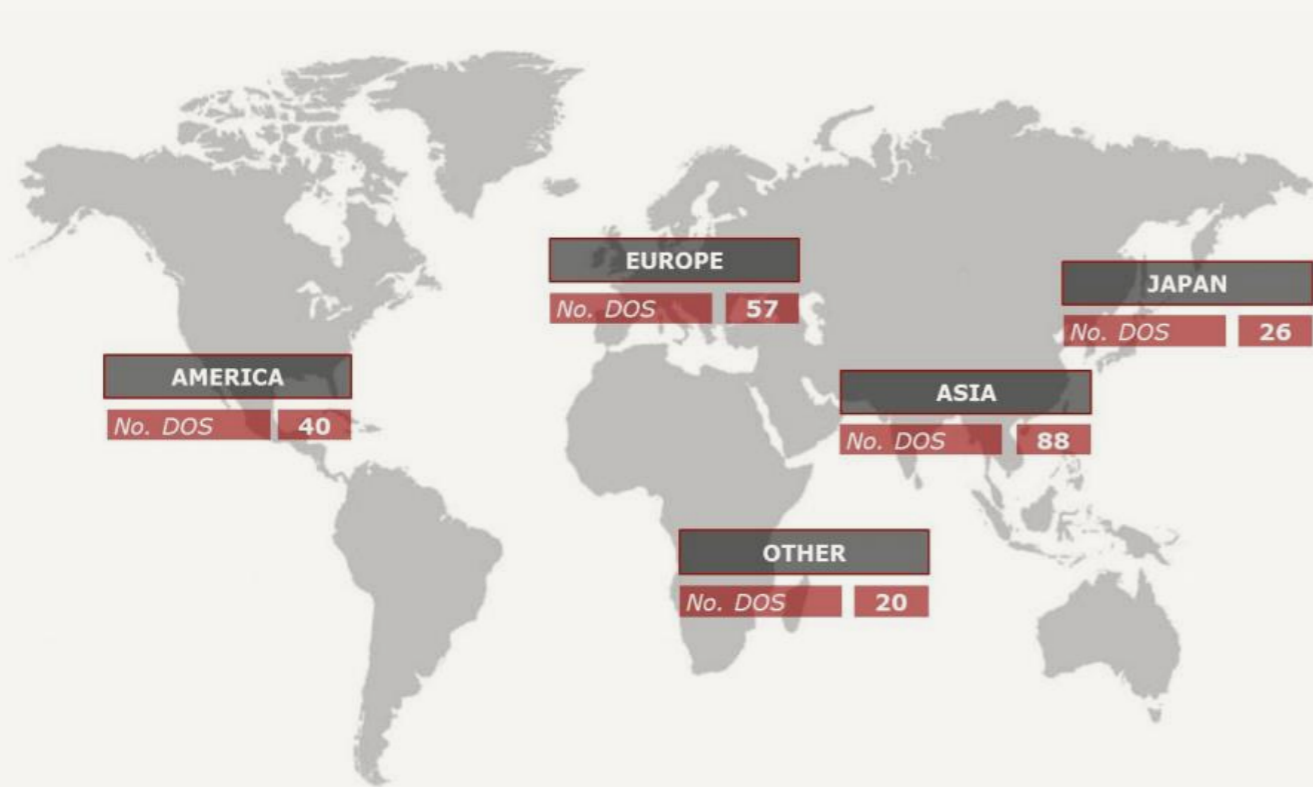 EUROPE
No. DOS 57
JAPAN
No. DOS 26
AMERICA
No. DOS 40
ASIA
No. DOS 88
OTHER
No. DOS 20